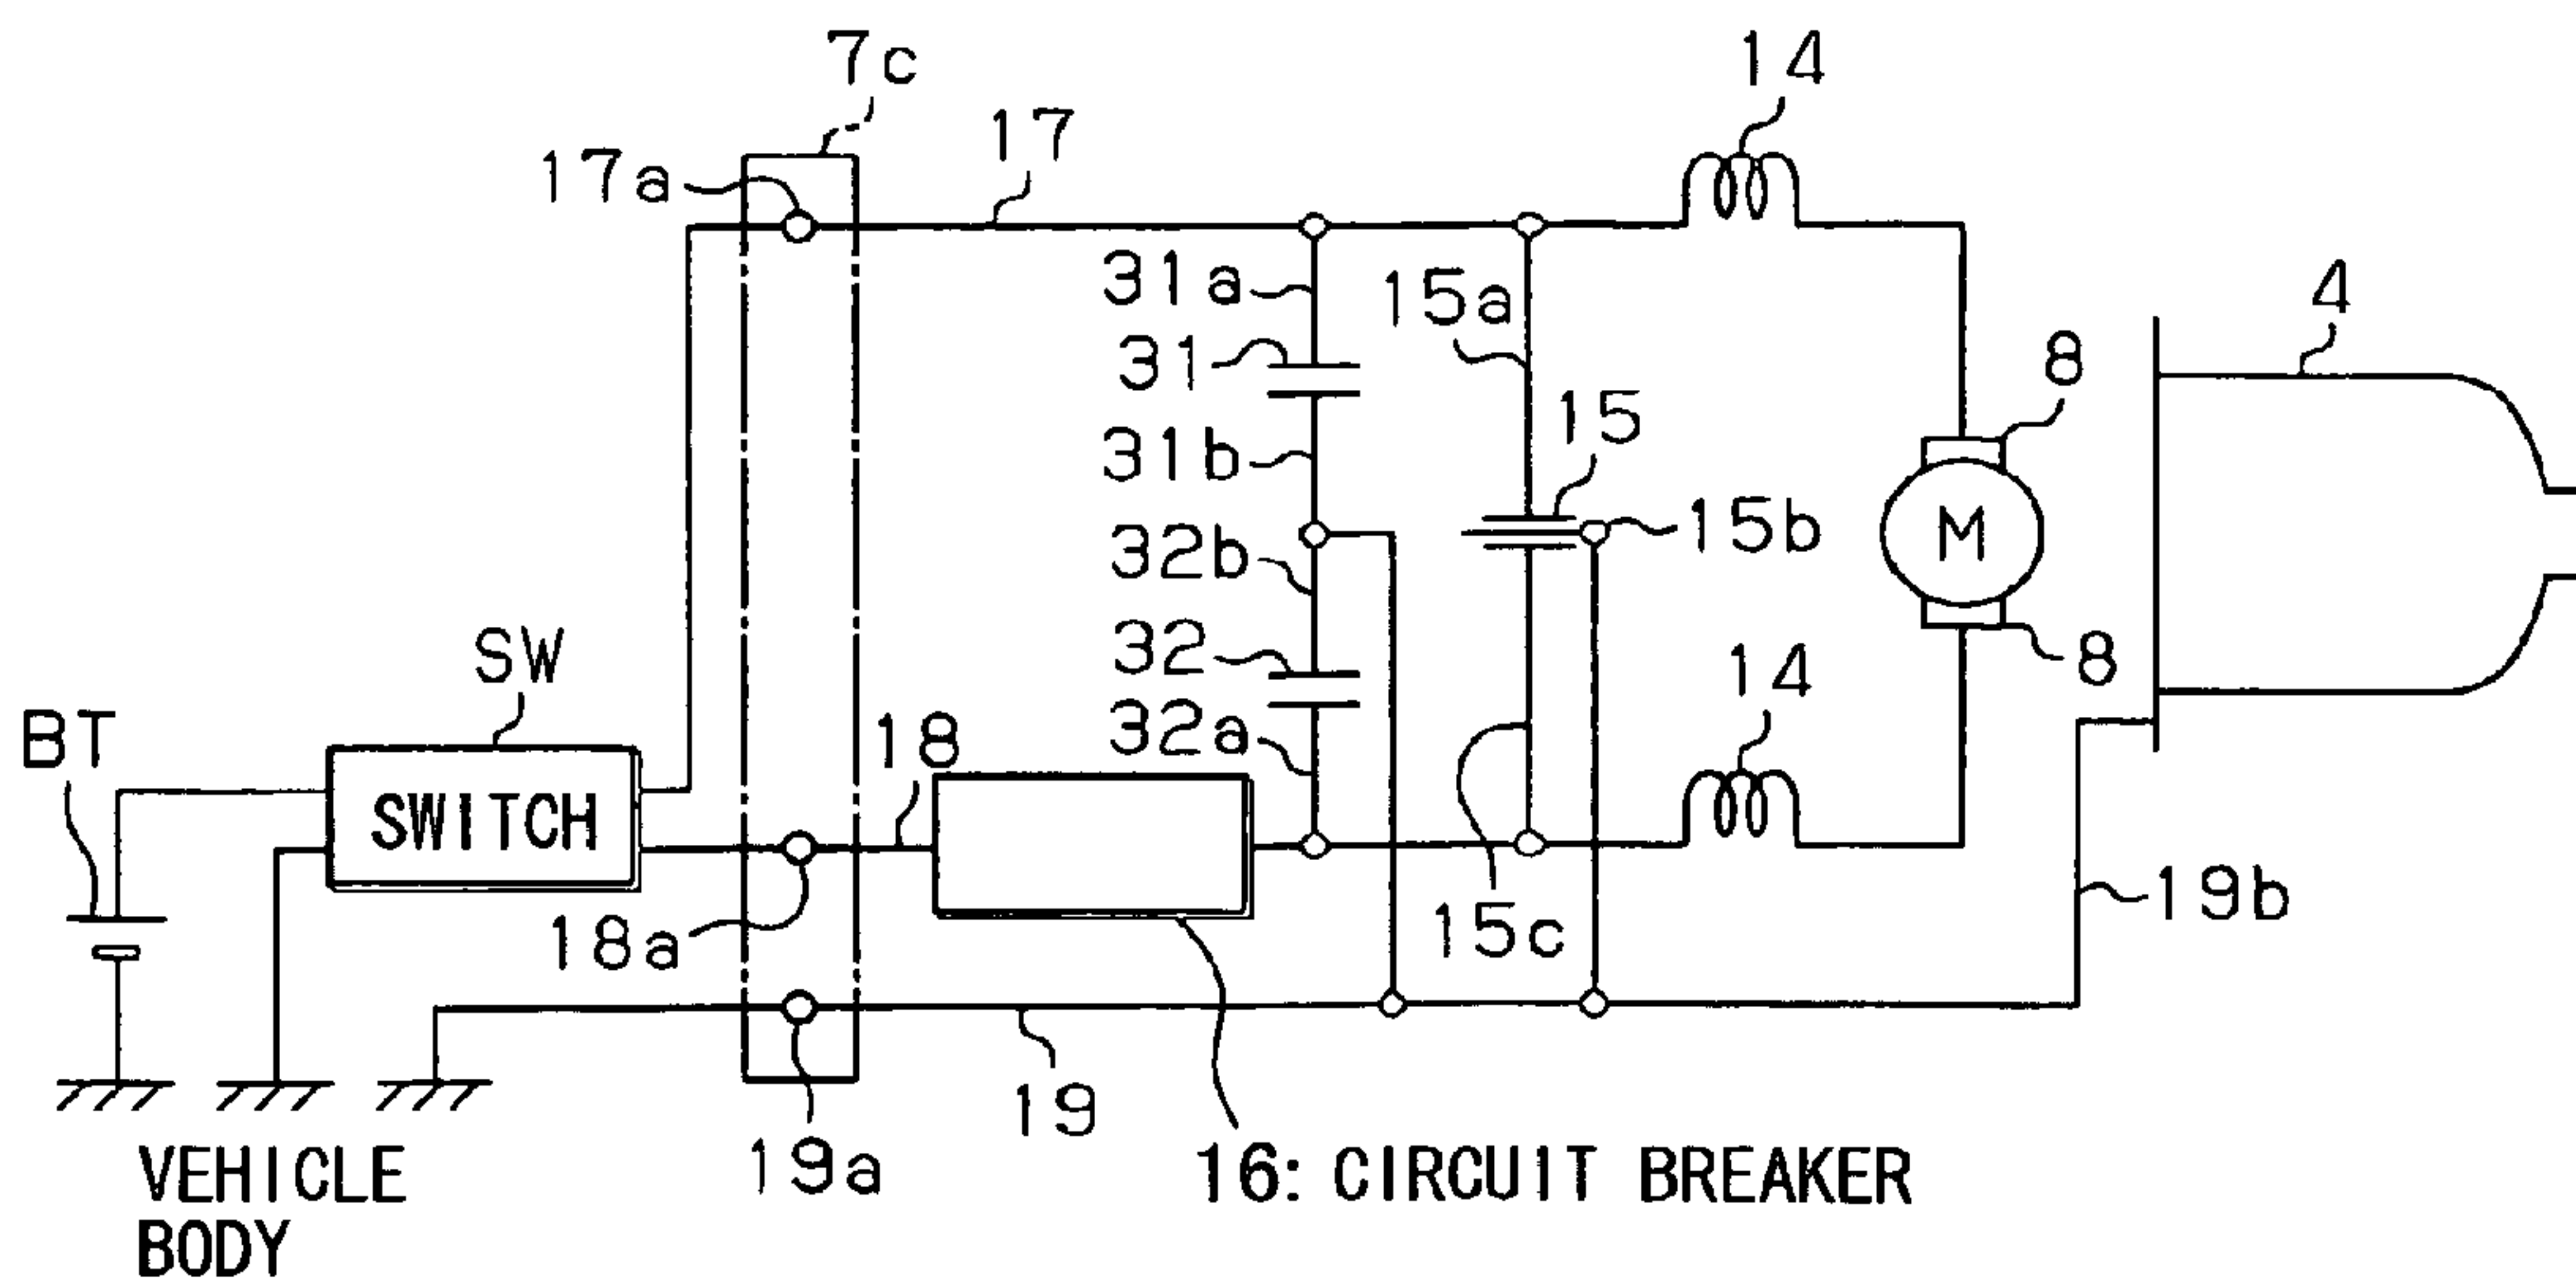 7c
14
17a
17
31a
15a
4
31
8
15
31b
15b
M
32b
SW
32
14
8
BT
18
32a
SWITCH
19b
18a
15c
19
19a
16: CIRCUIT BREAKER
VEHICLE
BODY